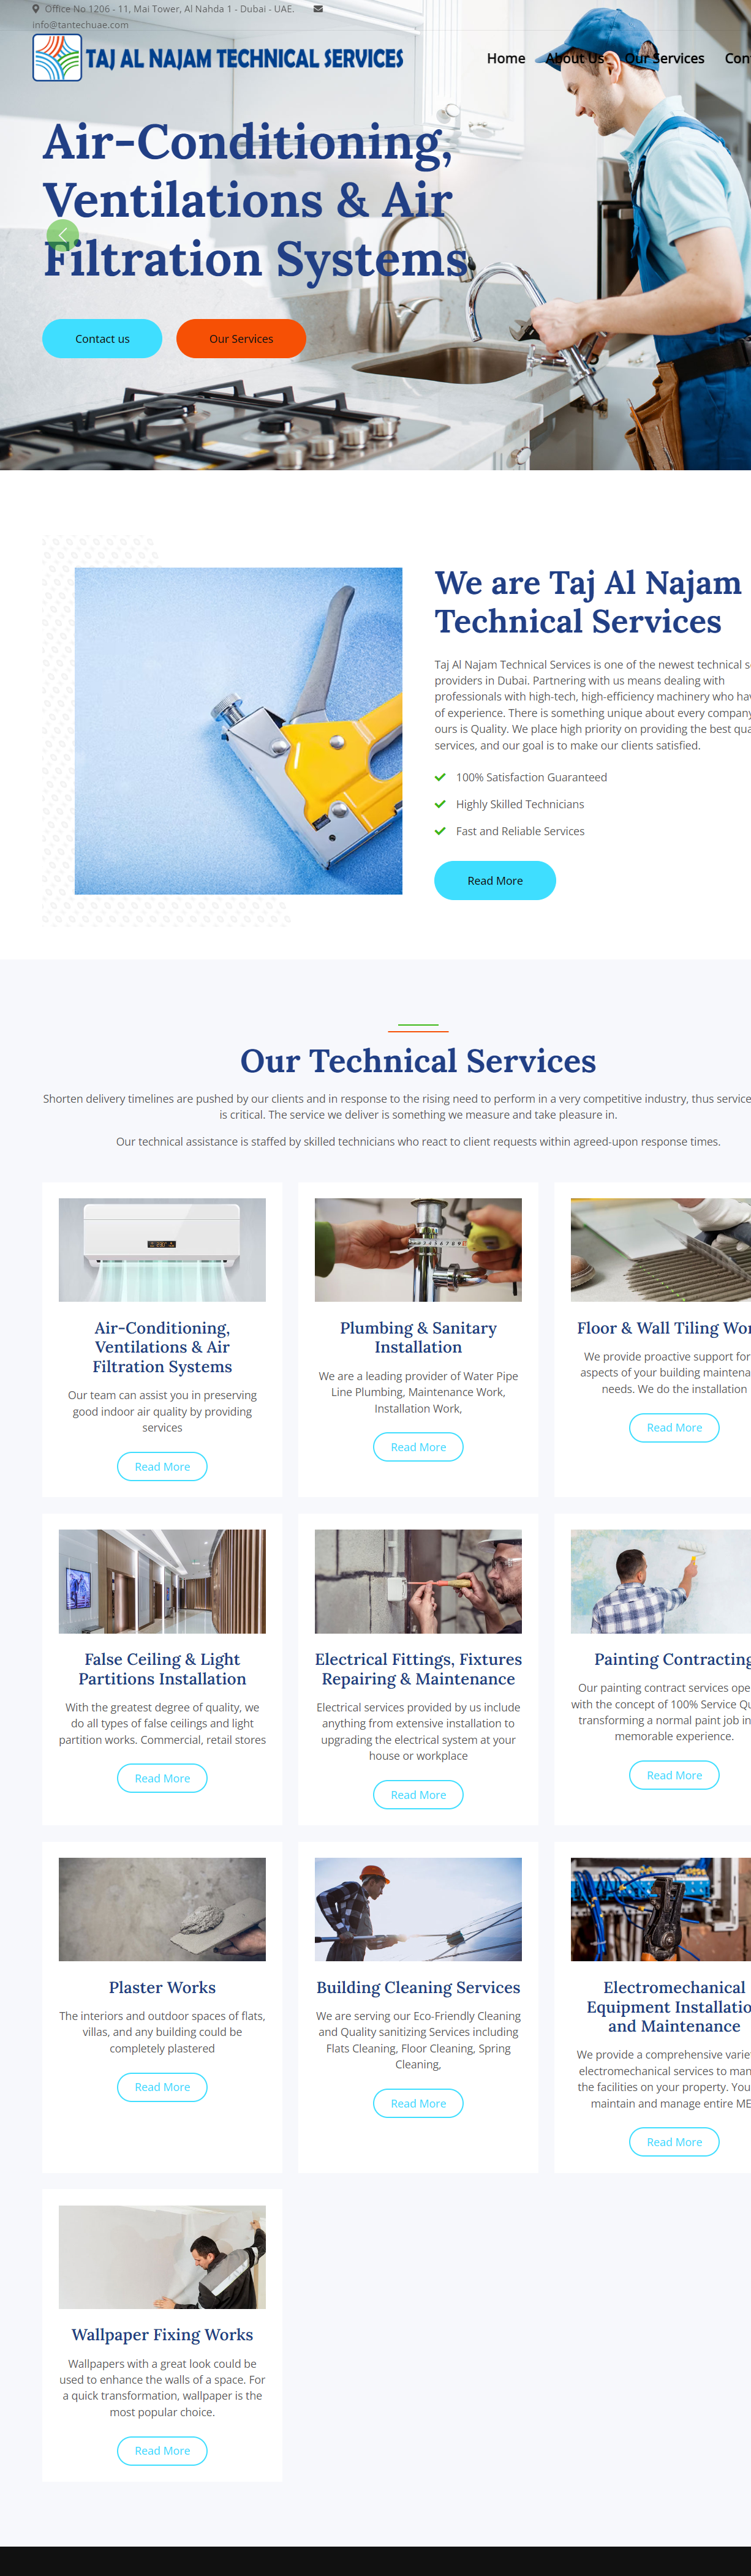 Office No 1206 - 11, Mai Tower, Al Nahda 1 - Dubai - UAE.
info@tantechuae.com
TAJ AL NAJAM TECHNICAL SERVICES
Home About Us Our Services
Air-Conditioning,
Ventilations & Air
Filtration Systems
Contact us Our Services
We are Taj Al Najam
Technical Services
Taj Al Najam Technical Services is one of the newest technical
providers in Dubai. Partnering with us means dealing with
professionals with high-tech, high-efficiency machinery who
of experience. There is something unique about every company
ours is Quality. We place high priority on providing the best
services, and our goal is to make our clients satisfied.
100% Satisfaction Guaranteed
Highly Skilled Technicians
Fast and Reliable Services
Read More
Our Technical Services
Shorten delivery timelines are pushed by our clients and in response to the rising need to perform in a very competitive industry, thus service
is critical. The service we deliver is something we measure and take pleasure in.
Our technical assistance is staffed by skilled technicians who react to client requests within agreed-upon response times.
Air-Conditioning,
Ventilations & Air
Filtration Systems
Our team can assist you in preserving
good indoor air quality by providing
services
Read More
Plumbing & Sanitary
Installation
We are a leading provider of Water Pipe
Line Plumbing, Maintenance Work,
Installation Work,
Read More
Floor & Wall Tiling
We provide proactive support for
aspects of your building
needs. We do the installation
Read More
False Ceiling & Light
Partitions Installation
With the greatest degree of quality, we
do all types of false ceilings and light
partition works. Commercial, retail stores
Read More
Electrical Fittings, Fixtures
Repairing & Maintenance
Electrical services provided by us include
anything from extensive installation to
upgrading the electrical system at your
house or workplace
Read More
Painting Contracting
Our painting contract services
with the concept of 100% Service
transforming a normal paint job
memorable experience.
Read More
Plaster Works
The interiors and outdoor spaces of flats,
villas, and any building could be
completely plastered
Read More
Building Cleaning Services
We are serving our Eco-Friendly Cleaning
and Quality sanitizing Services including
Flats Cleaning, Floor Cleaning, Spring
Cleaning,
Read More
Electromechanical
Equipment
and Maintenance
We provide a comprehensive
electromechanical services to
the facilities on your property. You
maintain and manage entire
Read More
Wallpaper Fixing Works
Wallpapers with a great look could be
used to enhance the walls of a space. For
a quick transformation, wallpaper is the
most popular choice.
Read More